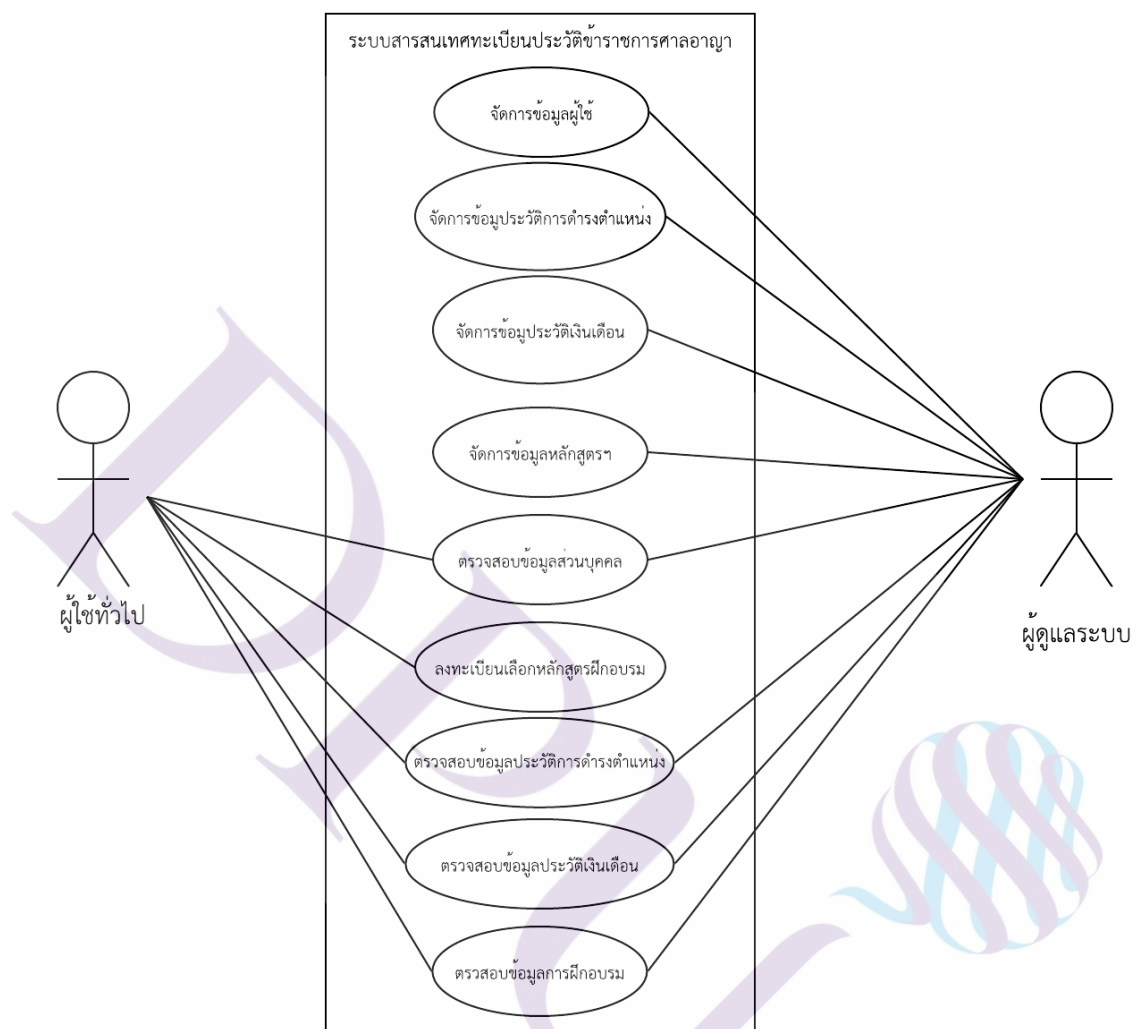 ระบบสารสนเทศทะเบียนประวัติข้าราชการศาลอาญา
จัดการข้อมูลผู้ใช้
จัดการข้อมูประวัติการดำรงตำแหน่ง
จัดการข้อมูประวัติเงินเดือน
จัดการข้อมูลหลักสูตรฯ
ตรวจสอบข้อมูลส่วนบุคคล
ผู้ใช้ทั่วไป
ผู้ดูแลระบบ
ลงทะเบียนเลือกหลักสูตรฝึกอบรม
ตรวจสอบข้อมูลประวัติการดำรงตำแหน่ง
ตรวจสอบข้อมูลประวัติเงินเดือน
ตรวสอบข้อมูลการฝึกอบรม
DPU